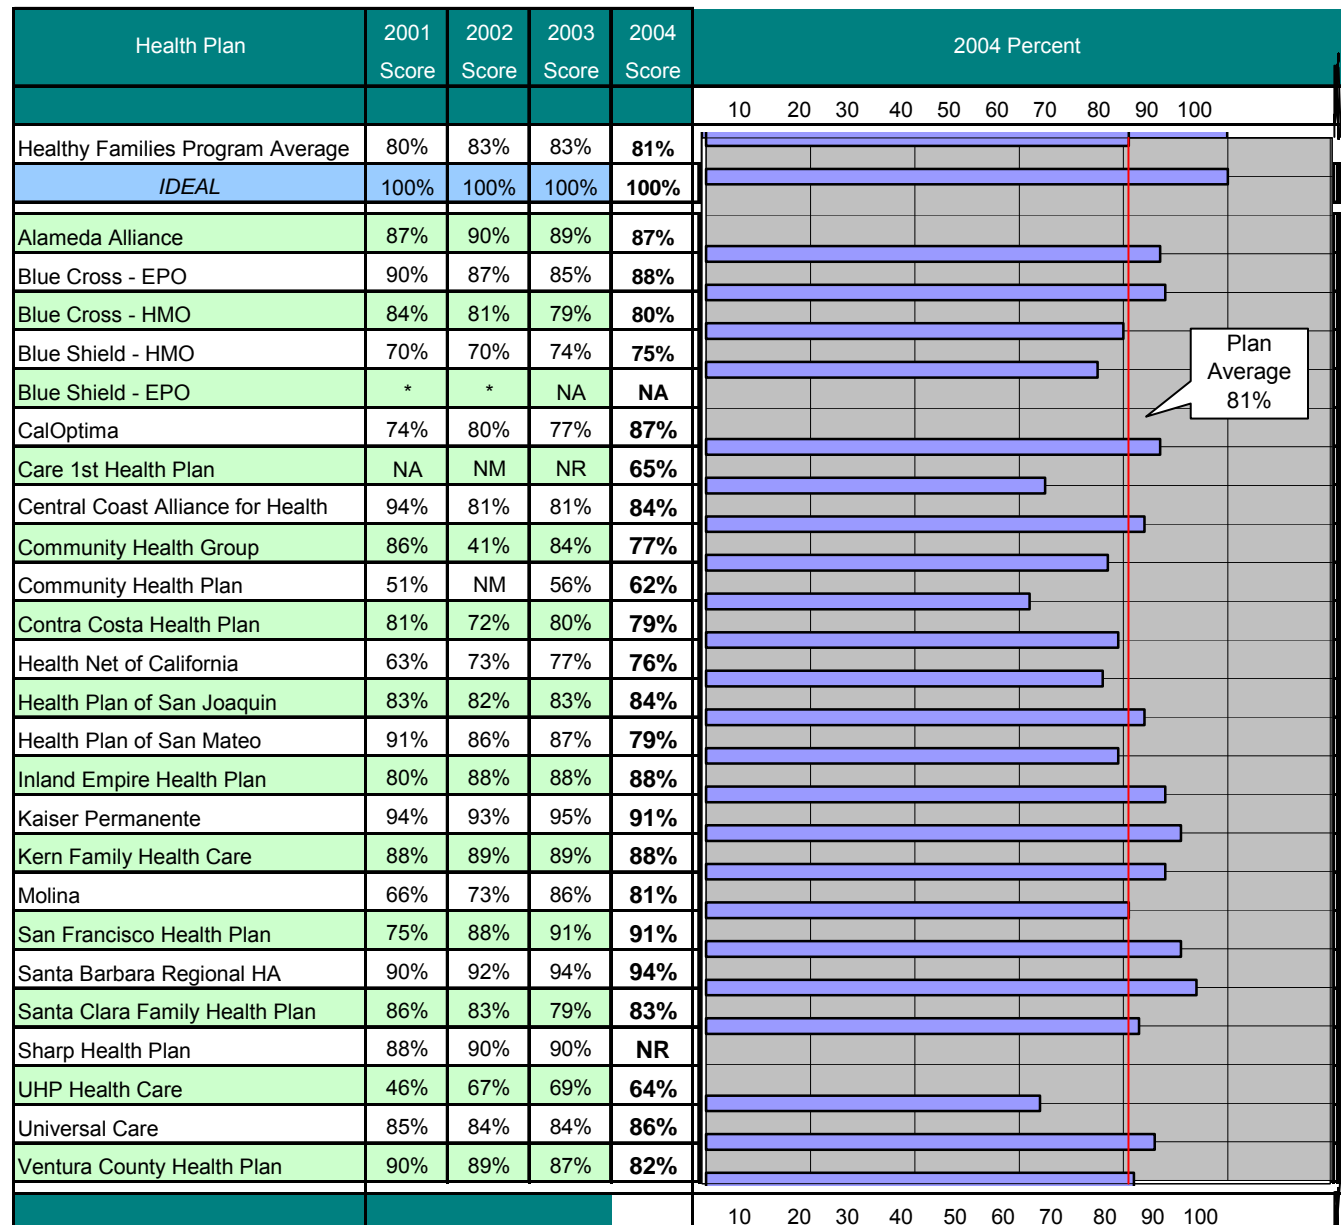 Health Plan 2001 Score 2002 Score 2003 Score 2004 Score 2004 Percent
10 20 30 40 50 60 70 80 90 100
Healthy Families Program Average 80% 83% 83% 81%
IDEAL 100% 100% 100% 100%
Alameda Alliance 87% 90% 89% 87%
Blue Cross - EPO 90% 87% 85% 88%
Blue Cross - HMO 84% 81% 79% 80%
Blue Shield - HMO 70% 70% 74% 75%
Blue Shield - EPO * * NA NA
CalOptima 74% 80% 77% 87%
Care 1st Health Plan NA NM NR 65%
Central Coast Alliance for Health 94% 81% 81% 84%
Community Health Group 86% 41% 84% 77%
Community Health Plan 51% NM 56% 62%
Contra Costa Health Plan 81% 72% 80% 79%
Health Net of California 63% 73% 77% 76%
Health Plan of San Joaquin 83% 82% 83% 84%
Health Plan of San Mateo 91% 86% 87% 79%
Inland Empire Health Plan 80% 88% 88% 88%
Kaiser Permanente 94% 93% 95% 91%
Kern Family Health Care 88% 89% 89% 88%
Molina 66% 73% 86% 81%
San Francisco Health Plan 75% 88% 91% 91%
Santa Barbara Regional HA 90% 92% 94% 94%
Santa Clara Family Health Plan 86% 83% 79% 83%
Sharp Health Plan 88% 90% 90% NR
UHP Health Care 46% 67% 69% 64%
Universal Care 85% 84% 84% 86%
Ventura County Health Plan 90% 89% 87% 82%
Plan
Average
81%
10 20 30 40 50 60 70 80 90 100